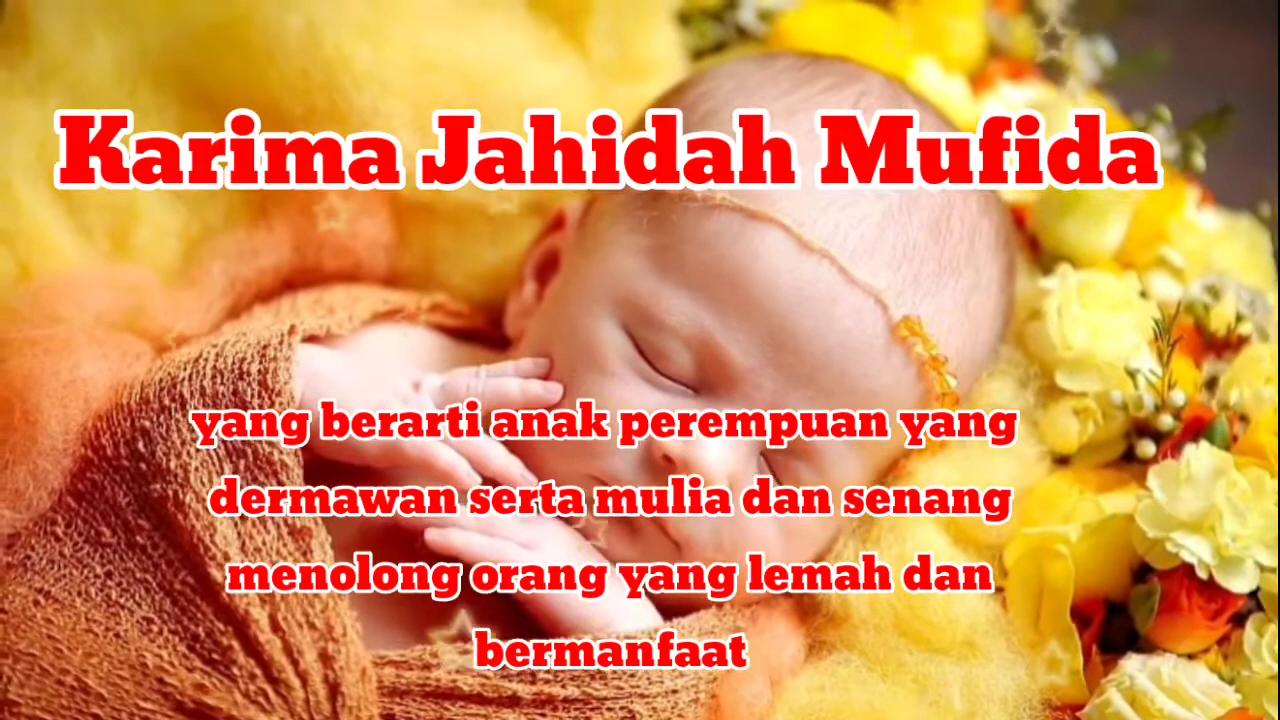 Karima Jahidah Mufida
yang berarti anak perempuan yang
dermawan serta mulia dan senang
menolong orang yang lemah dan
bermanfaat